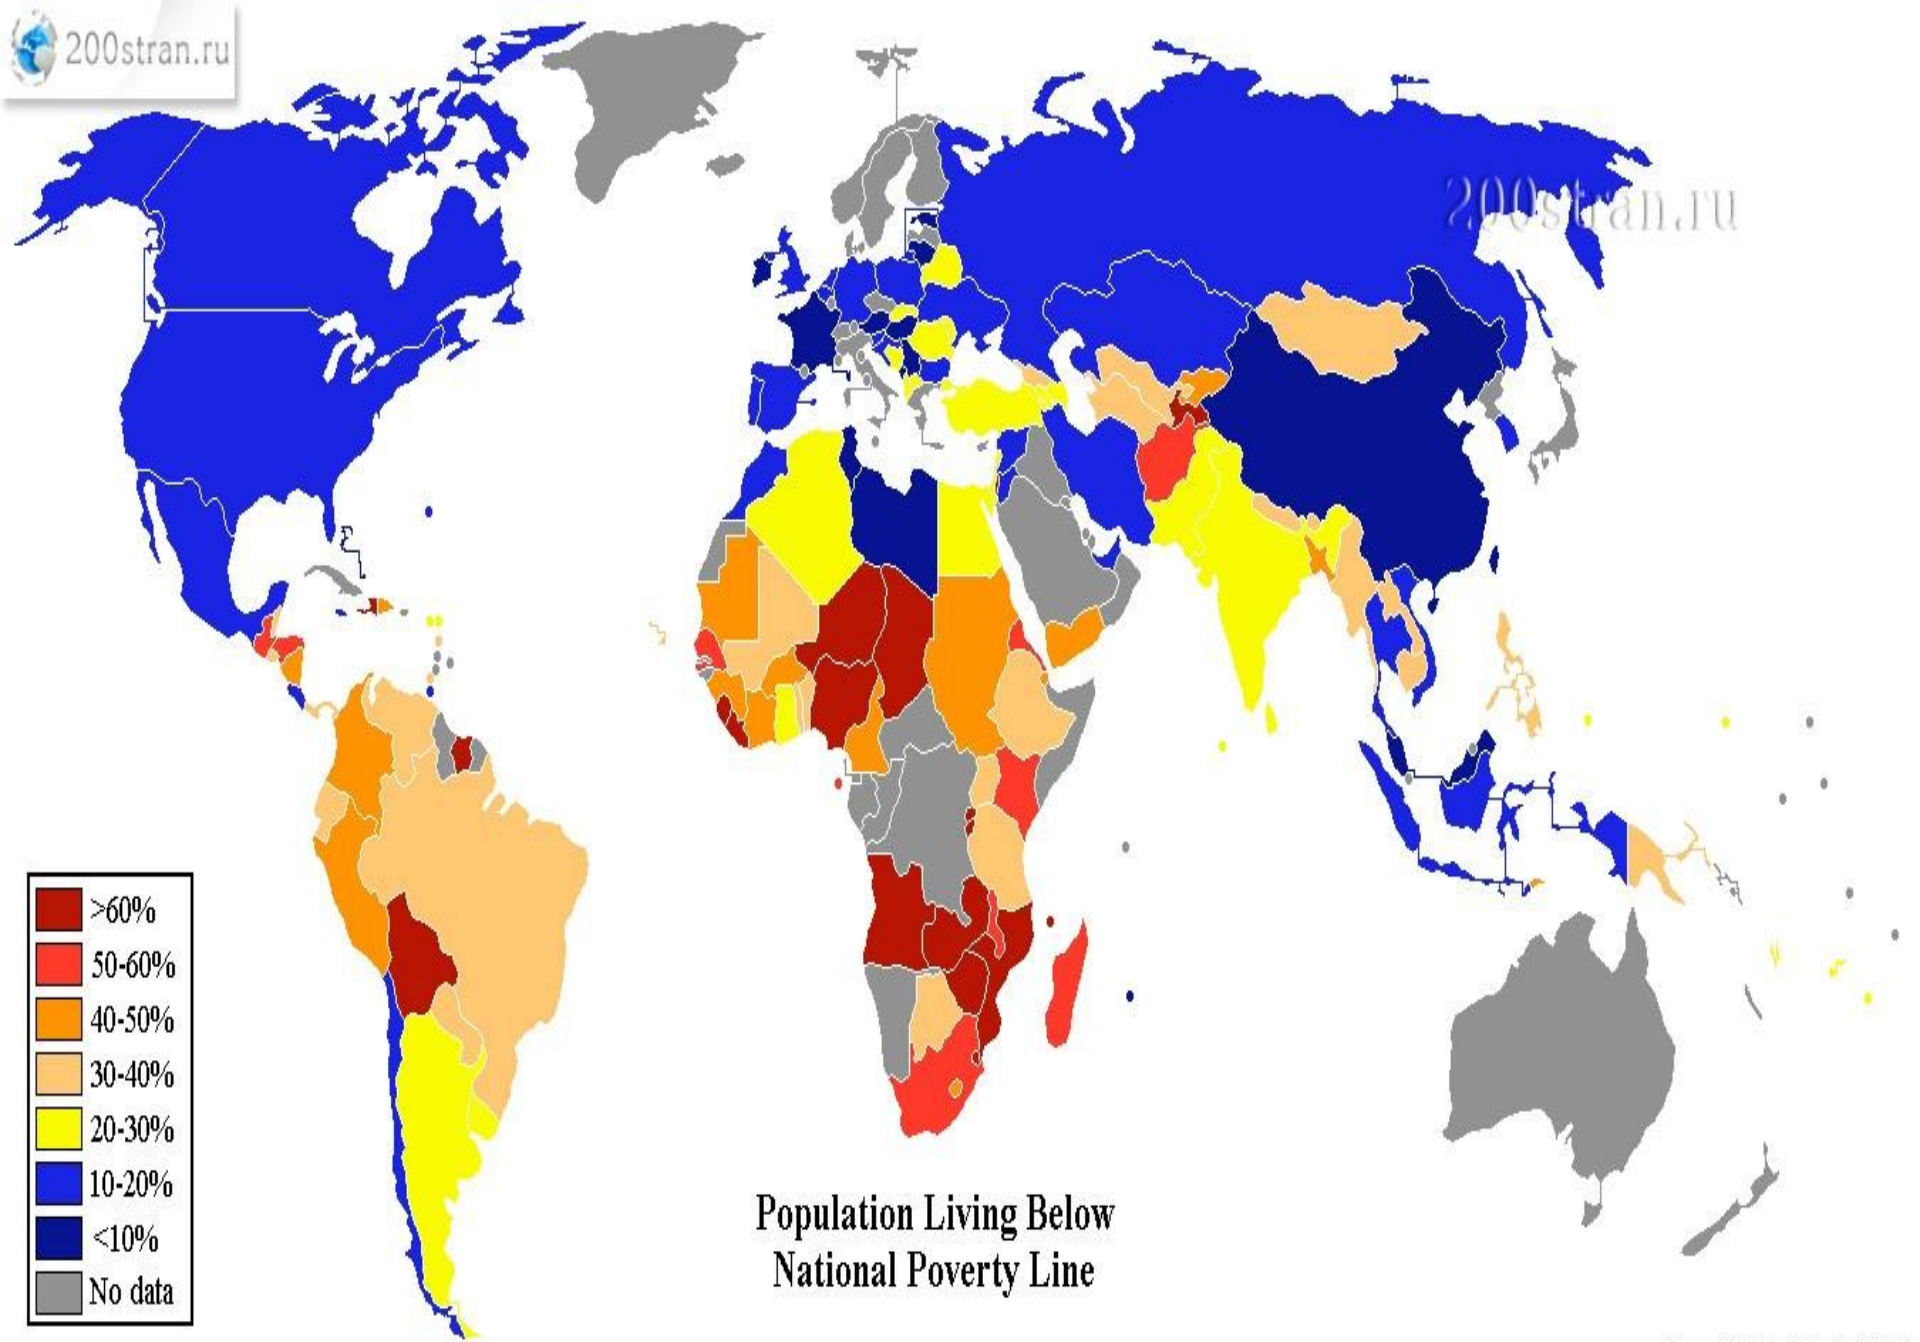 200stran.ru
200stran.ru
>60%
50-60%
40-50%
30-40%
20-30%
10-20%
<10%
No data
Population Living Below
National Poverty Line